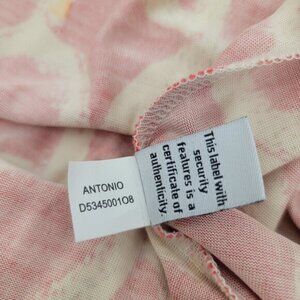 ANTONIO
D534500108
This label with
security
features is a
certificate of
authenticity.